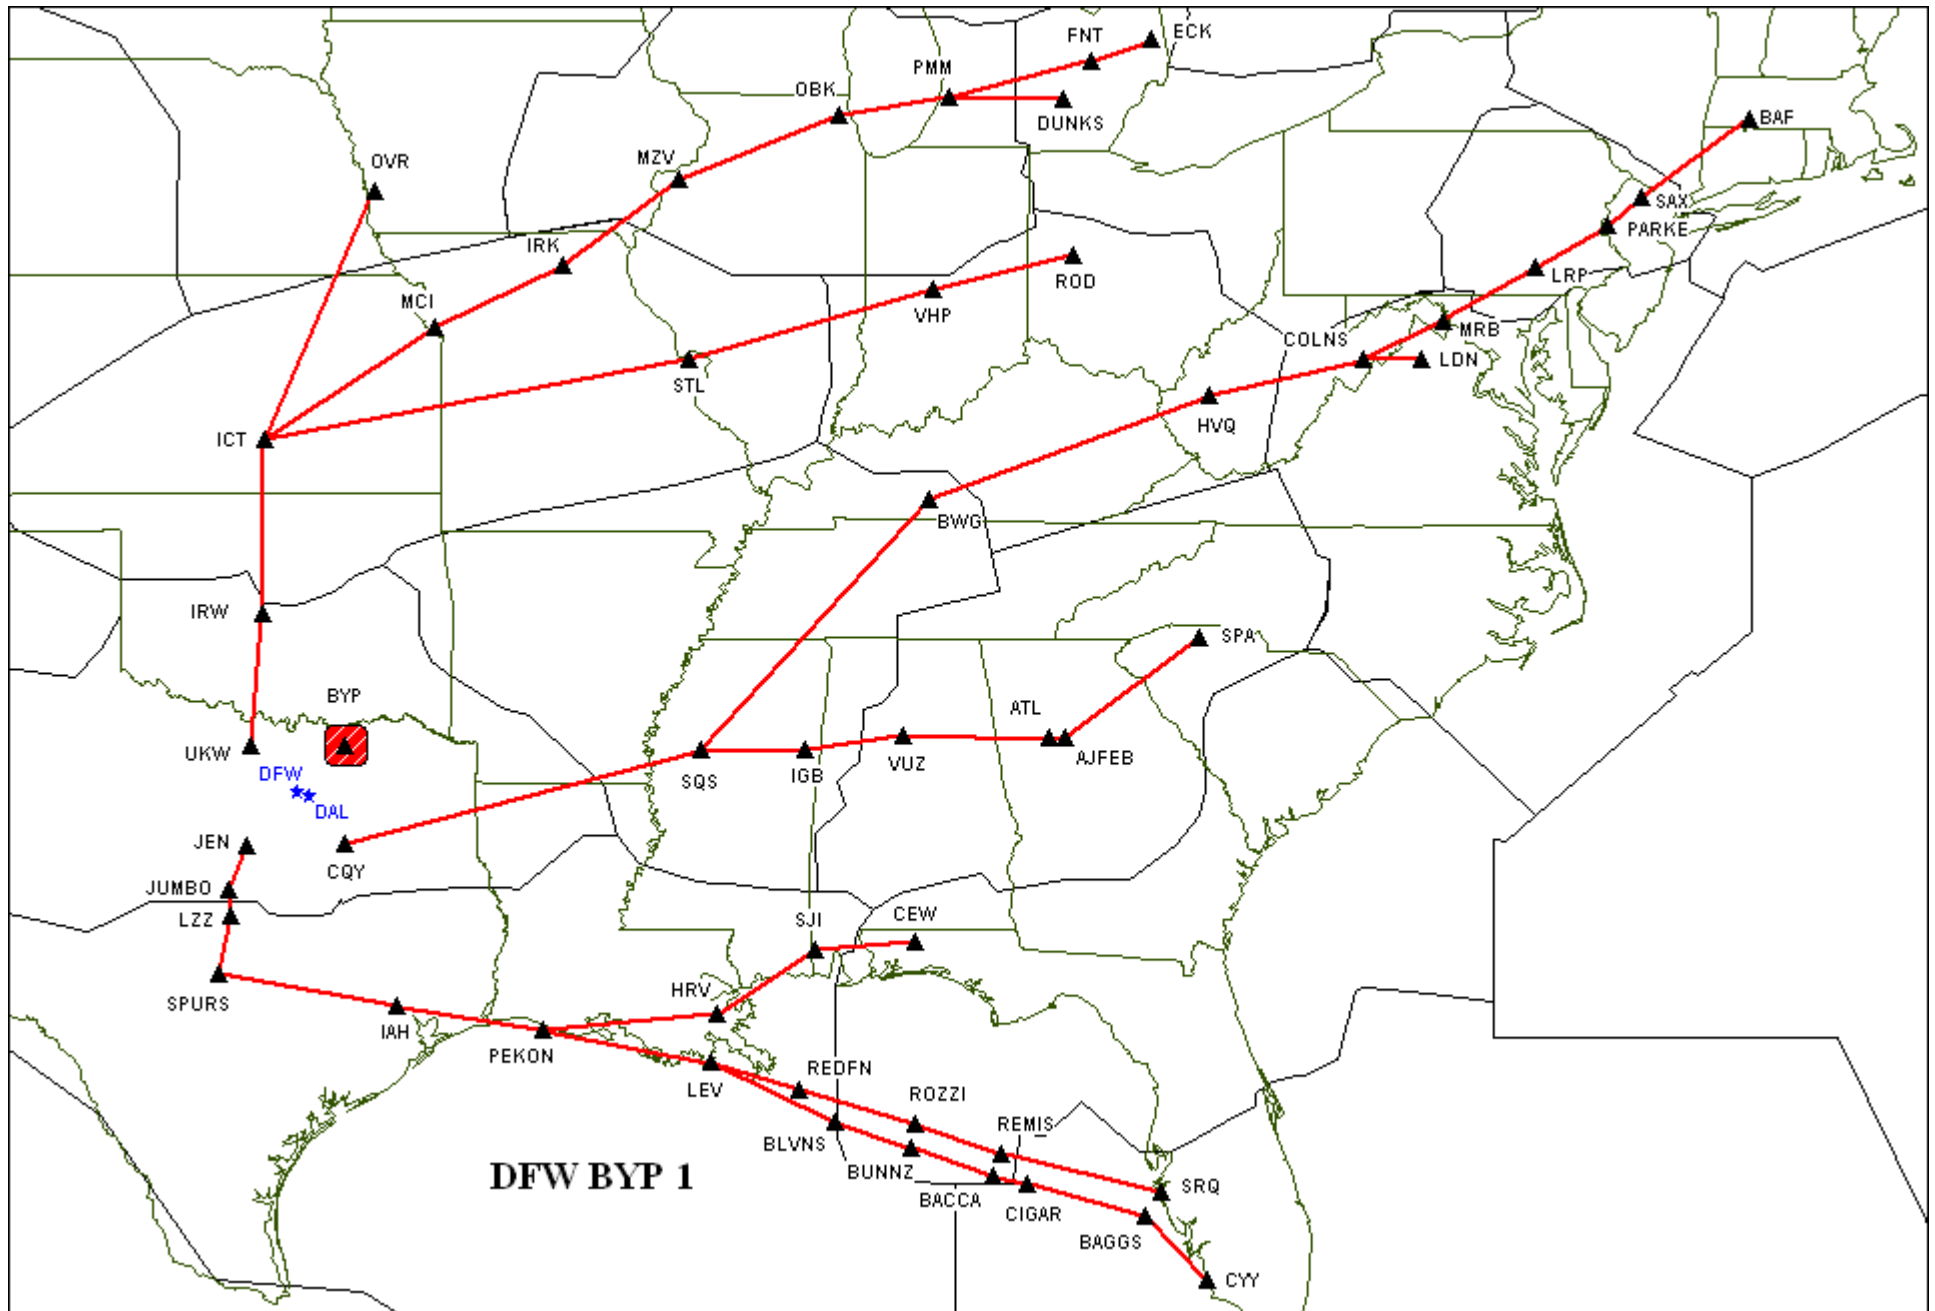 ECK
FNT
PMM
OBK
DUNKS
BAF
OVR
MZV
SAX
PARKE
IRK
LRP
ROD
MCI
VHP
MRB
COLNS
LDN
STL
HVQ
ICT
BWG
IRW
SPA
BYP
ATL
UKW
AJFEB
DFW
SQS
IGB
VUZ
DAL
JEN
CQY
JUMBO
LZZ
SJI
CEW
HRV
SPURS
IAH
PEKON
REDFN
LEV
ROZZI
REMIS
BLVNS
BUNNZ
DFW BYP 1
SRQ
BACCA
CIGAR
BAGGS
CYY